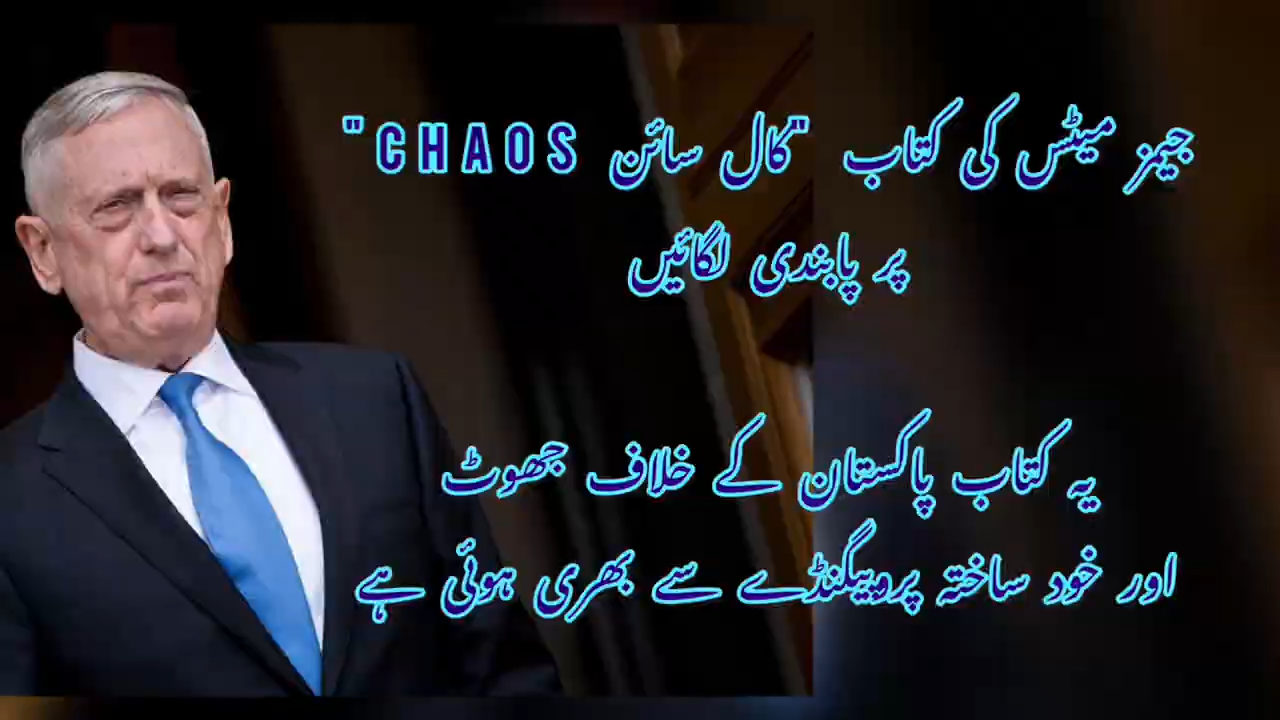 جیمز میٹس کی کتاب "کال سائن CHAOS"
پر پابندی لگائیں
یہ کتاب پاکستان کے خلاف جھوٹ
اور خود ساختہ پروپیگنڈے سے بھری ہوئی ہے